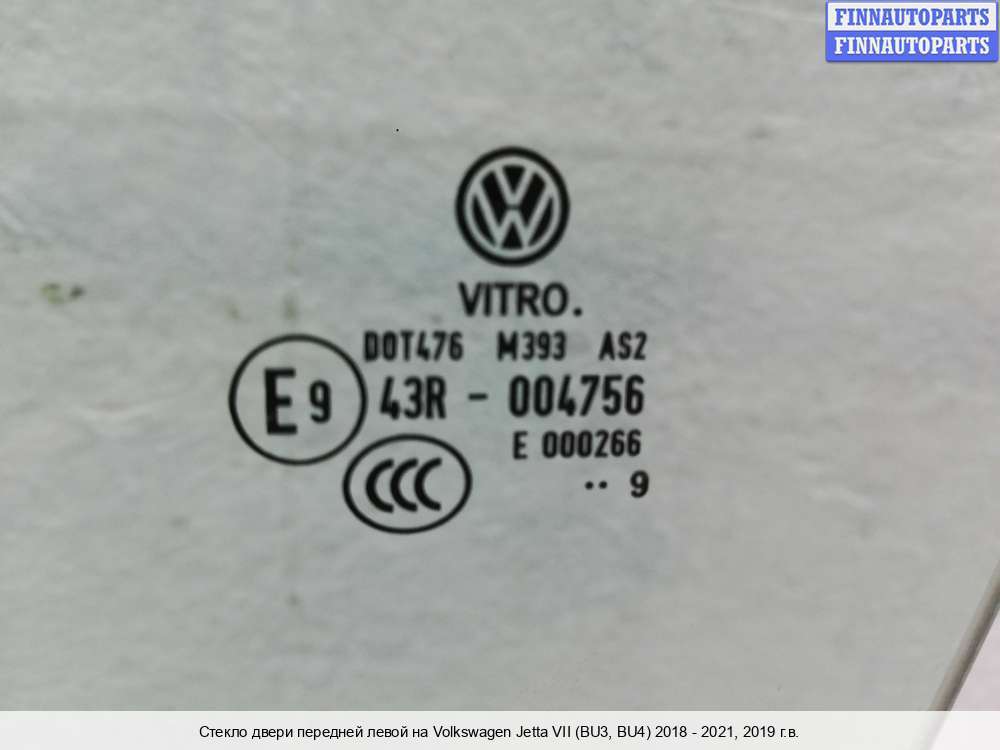 FINNAUTOPARTS
FINNAUTOPARTS
VITRO.
DOT476 M393 AS2
E9 43R - 004756
E 000266
CCC
·· 9
Стекло двери передней левой на Volkswagen Jetta VII (BU3, BU4) 2018 - 2021, 2019 г.в.